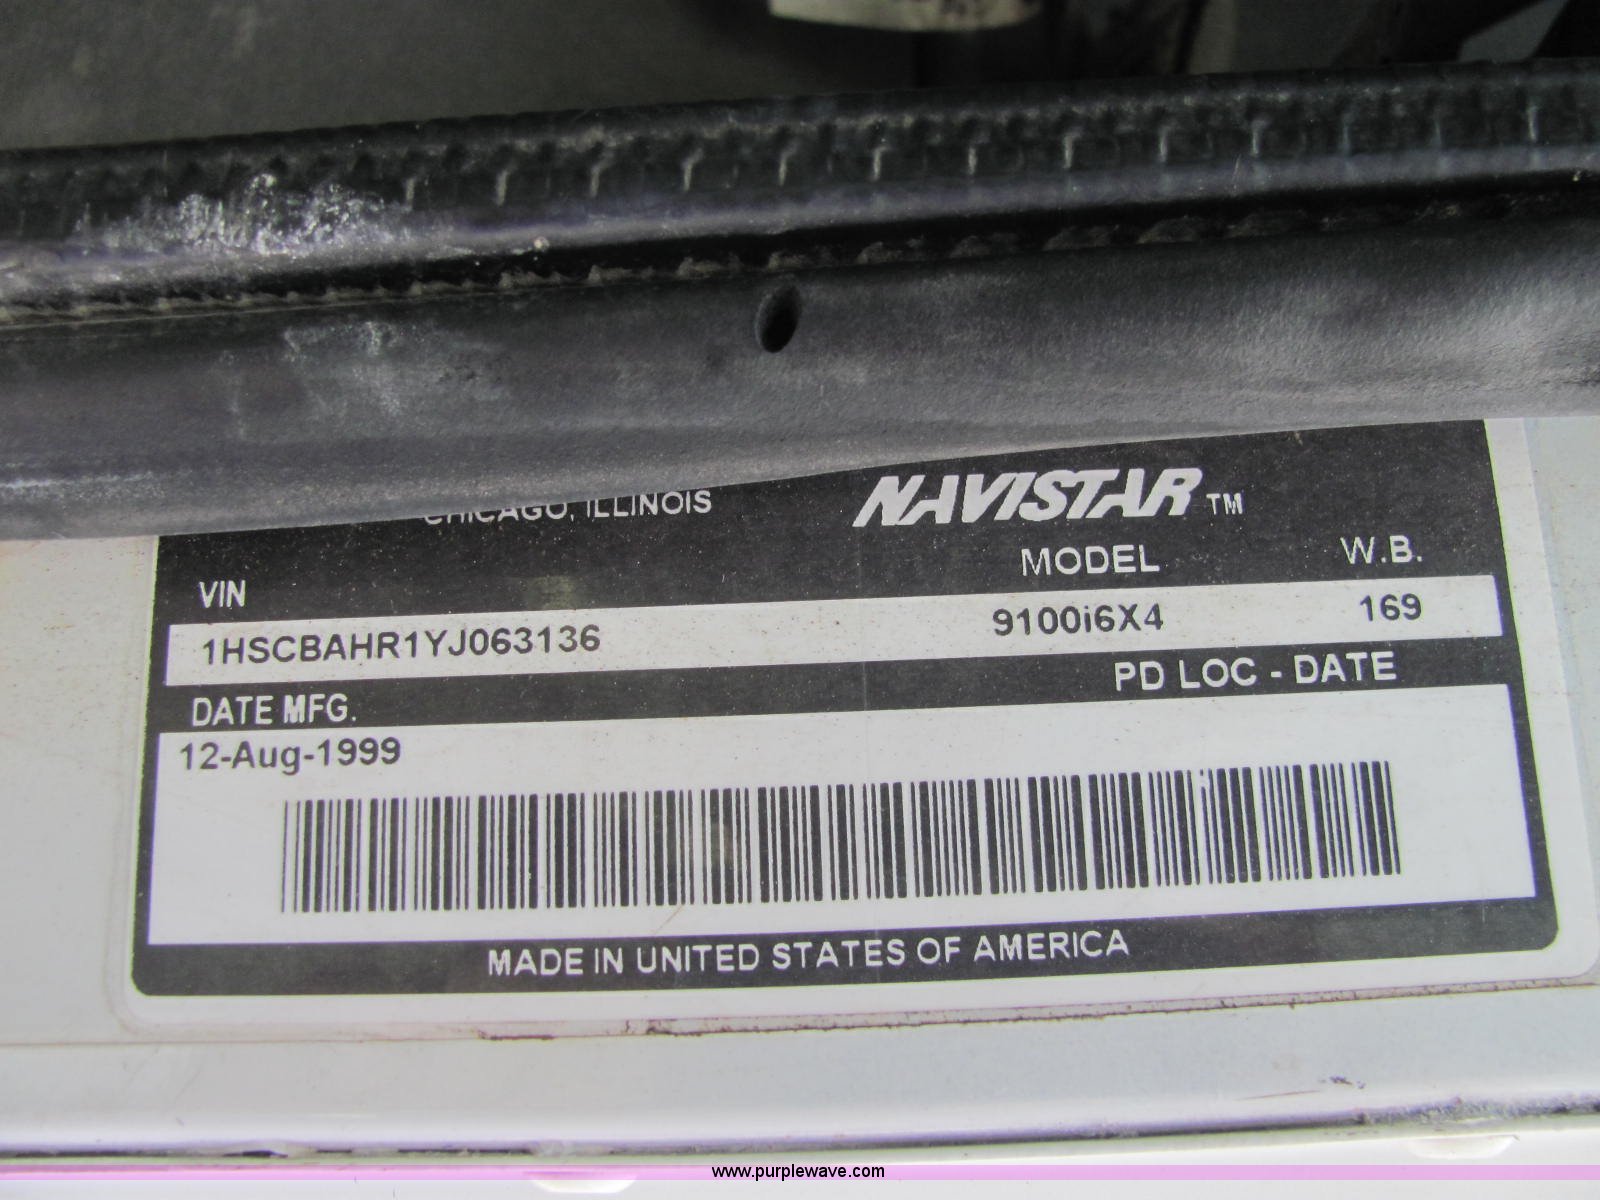 CHICAGO, ILLINOIS
NAVISTAR TM
VIN MODEL W.B.
1HSCBAHR1YJ063136 9100i6X4 169
DATE MFG. PD LOC - DATE
12-Aug-1999
MADE IN UNITED STATES OF AMERICA
www.purplewave.com